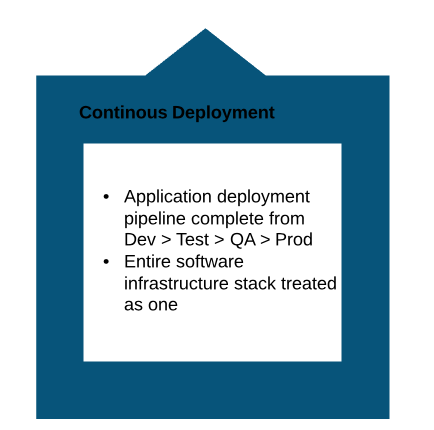 Continous Deployment
• Application deployment
pipeline complete from
Dev > Test > QA > Prod
• Entire software
infrastructure stack treated
as one